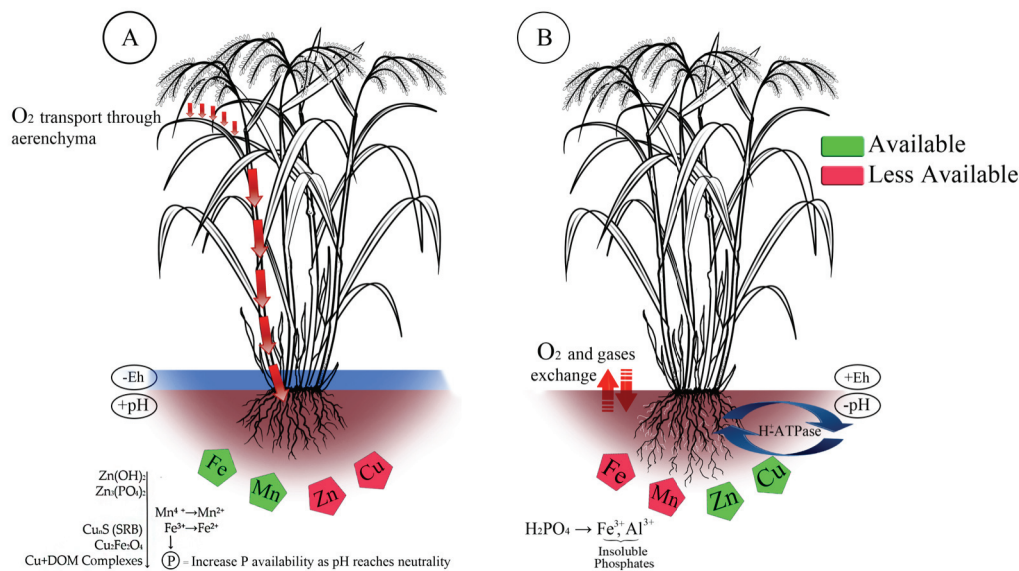 A
O₂ transport through
aerenchyma
-Eh
+pH
Fe
Mn
Zn
Cu
Zn(OH)₂
Zn₃(PO₄)₂
CuₙS (SRB)
Cu₂Fe₂O₄
Cu+DOM Complexes
Mn⁴⁺→Mn²⁺
Fe³⁺→Fe²⁺
P = Increase P availability as pH reaches neutrality
B
Available
Less Available
O₂ and gases
exchange
+Eh
-pH
H⁺-ATPase
Fe
Mn
Zn
Cu
H₂PO₄ → Fe³⁺, Al³⁺
Insoluble
Phosphates